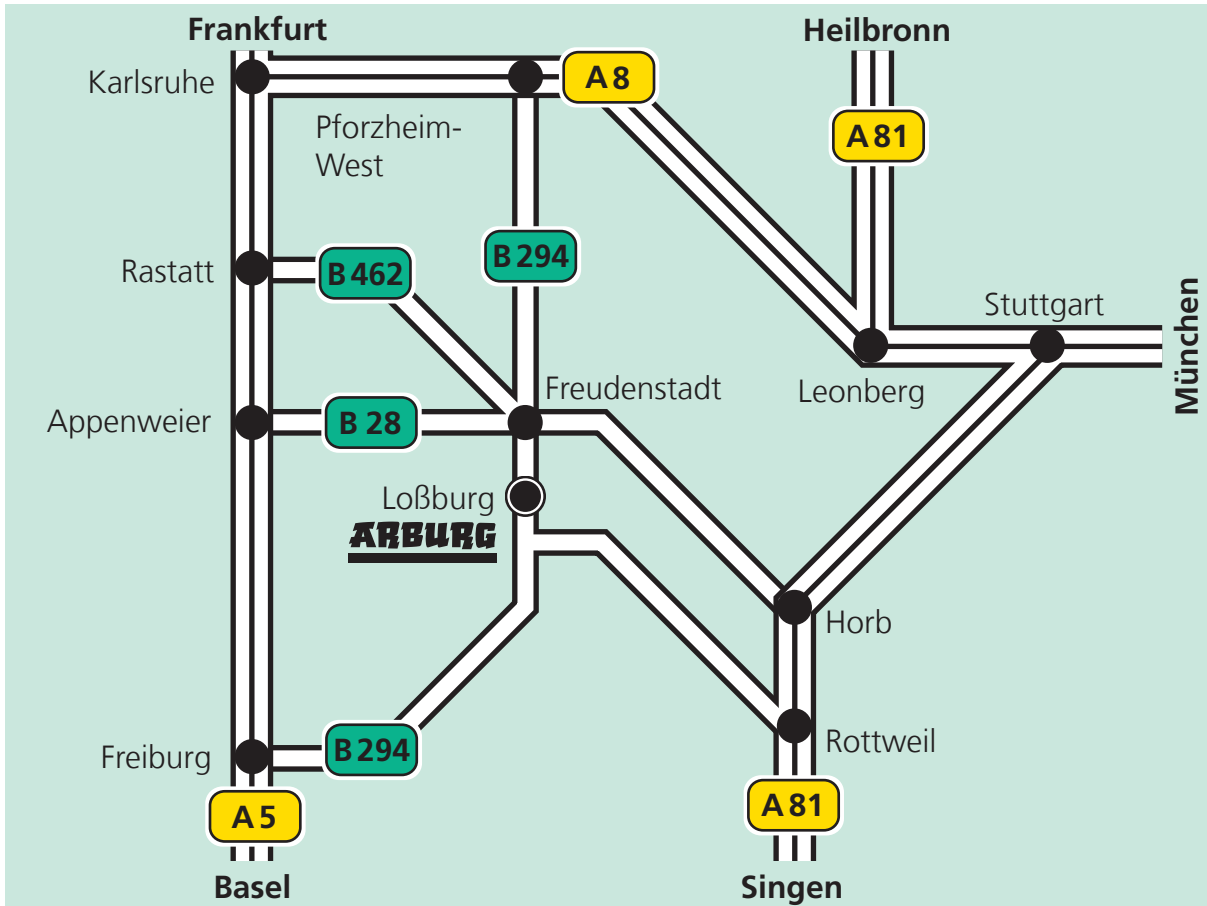 Frankfurt
Heilbronn
Karlsruhe
A 8
Pforzheim-
West
A 81
B 294
Rastatt
B 462
Stuttgart
München
Freudenstadt
Leonberg
Appenweier
B 28
Loßburg
ARBURG
Horb
Freiburg
B 294
Rottweil
A 5
A 81
Basel
Singen